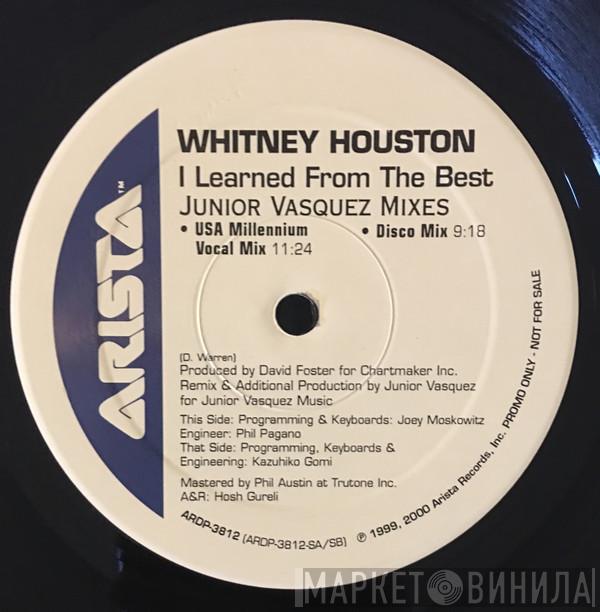 WHITNEY HOUSTON
I Learned From The Best
JUNIOR VASQUEZ MIXES
• USA Millennium • Disco Mix 9:18
Vocal Mix 11:24
ARISTA™
(D. Warren)
Produced by David Foster for Chartmaker Inc.
Remix & Additional Production by Junior Vasquez
for Junior Vasquez Music
This Side: Programming & Keyboards: Joey Moskowitz
Engineer: Phil Pagano
That Side: Programming, Keyboards &
Engineering: Kazuhiko Gomi
Mastered by Phil Austin at Trutone Inc.
A&R: Hosh Gureli
ARDP-3812 (ARDP-3812-SA/SB) ℗ 1999, 2000 Arista Records, Inc. PROMO ONLY - NOT FOR SALE
МАРКЕТ ВИНИЛА